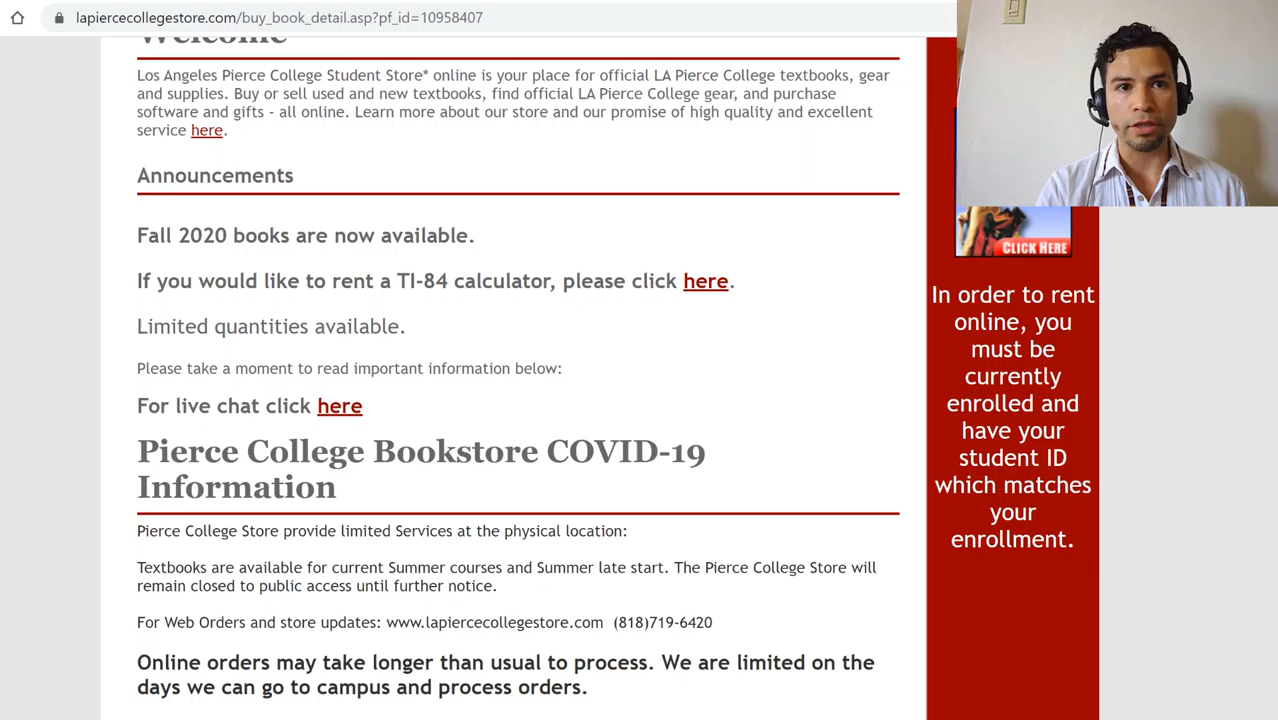 lapiercecollegestore.com/buy_book_detail.asp?pf_id=10958407
Welcome
Los Angeles Pierce College Student Store* online is your place for official LA Pierce College textbooks, gear
and supplies. Buy or sell used and new textbooks, find official LA Pierce College gear, and purchase
software and gifts - all online. Learn more about our store and our promise of high quality and excellent
service here.
Announcements
Fall 2020 books are now available.
If you would like to rent a TI-84 calculator, please click here.
Limited quantities available.
Please take a moment to read important information below:
For live chat click here
Pierce College Bookstore COVID-19
Information
Pierce College Store provide limited Services at the physical location:
Textbooks are available for current Summer courses and Summer late start. The Pierce College Store will
remain closed to public access until further notice.
For Web Orders and store updates: www.lapiercecollegestore.com (818)719-6420
Online orders may take longer than usual to process. We are limited on the
days we can go to campus and process orders.
CLICK HERE
In order to rent
online, you
must be
currently
enrolled and
have your
student ID
which matches
your
enrollment.